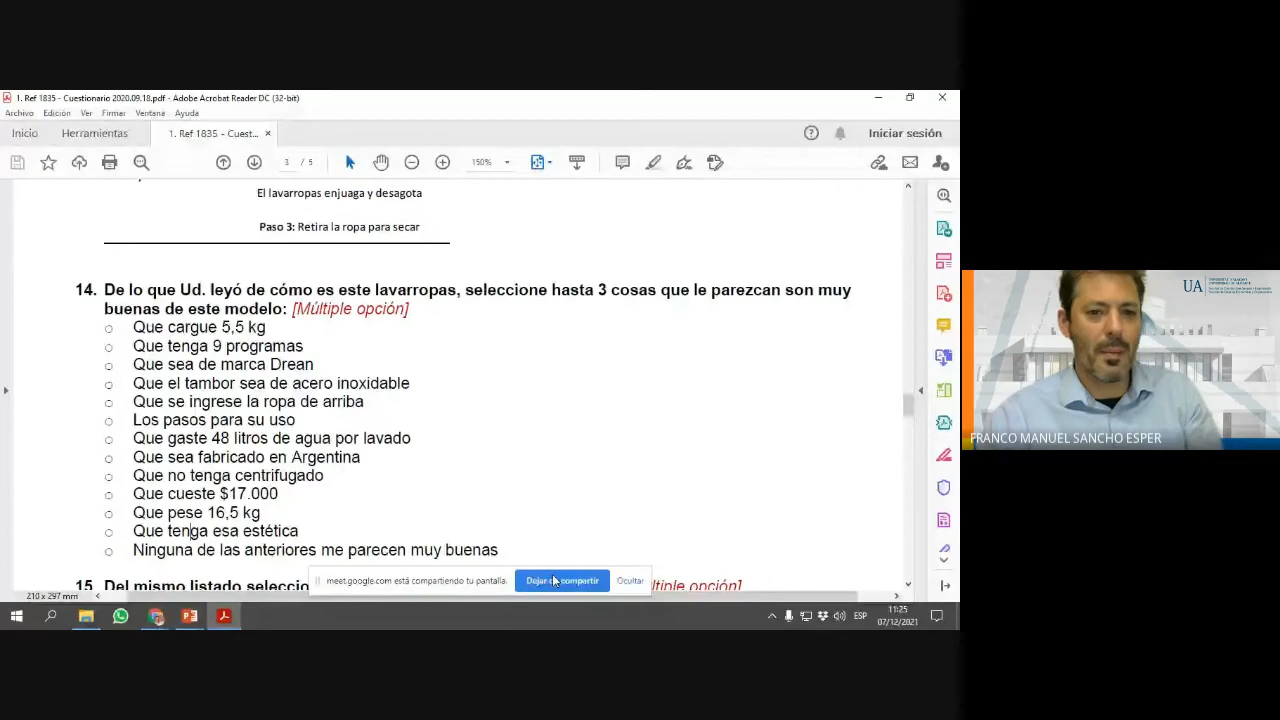 1. Ref 1835 - Cuestionario 2020.09.18.pdf - Adobe Acrobat Reader DC (32-bit)
Archivo Edición Ver Firmar Ventana Ayuda
Inicio Herramientas 1. Ref 1835 - Cuest... × Iniciar sesión
3 / 5 150%
El lavarropas enjuaga y desagota
Paso 3: Retira la ropa para secar
14. De lo que Ud. leyó de cómo es este lavarropas, seleccione hasta 3 cosas que le parezcan son muy
buenas de este modelo: [Múltiple opción]
Que cargue 5,5 kg
Que tenga 9 programas
Que sea de marca Drean
Que el tambor sea de acero inoxidable
Que se ingrese la ropa de arriba
Los pasos para su uso
Que gaste 48 litros de agua por lavado
Que sea fabricado en Argentina
Que no tenga centrifugado
Que cueste $17.000
Que pese 16,5 kg
Que tenga esa estética
Ninguna de las anteriores me parecen muy buenas
15 Del mismo listado seleccio
meet.google.com está compartiendo tu pantalla. Dejar de compartir Ocultar
210 x 297 mm
ESP
11:25
07/12/2021
UA
FRANCO MANUEL SANCHO ESPER